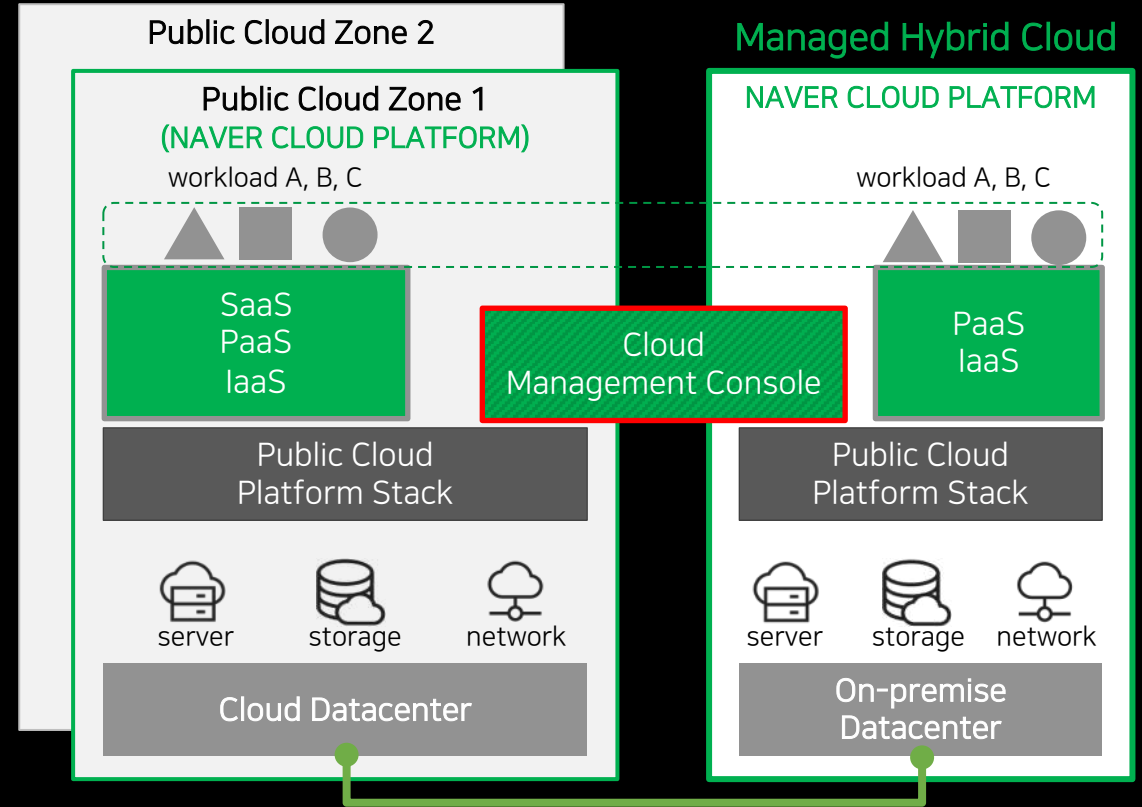 Public Cloud Zone 2
Public Cloud Zone 1
(NAVER CLOUD PLATFORM)
workload A, B, C
SaaS
PaaS
IaaS
Public Cloud
Platform Stack
server
storage
network
Cloud Datacenter
Cloud
Management Console
Managed Hybrid Cloud
NAVER CLOUD PLATFORM
workload A, B, C
PaaS
IaaS
Public Cloud
Platform Stack
server
storage
network
On-premise
Datacenter